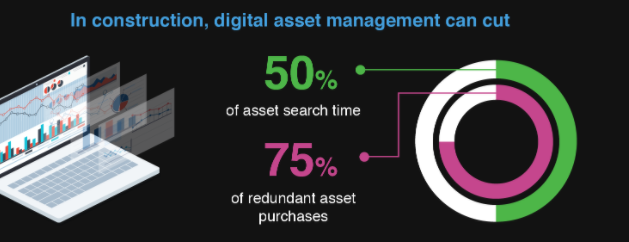 In construction, digital asset management can cut
50%
of asset search time
75%
of redundant asset
purchases